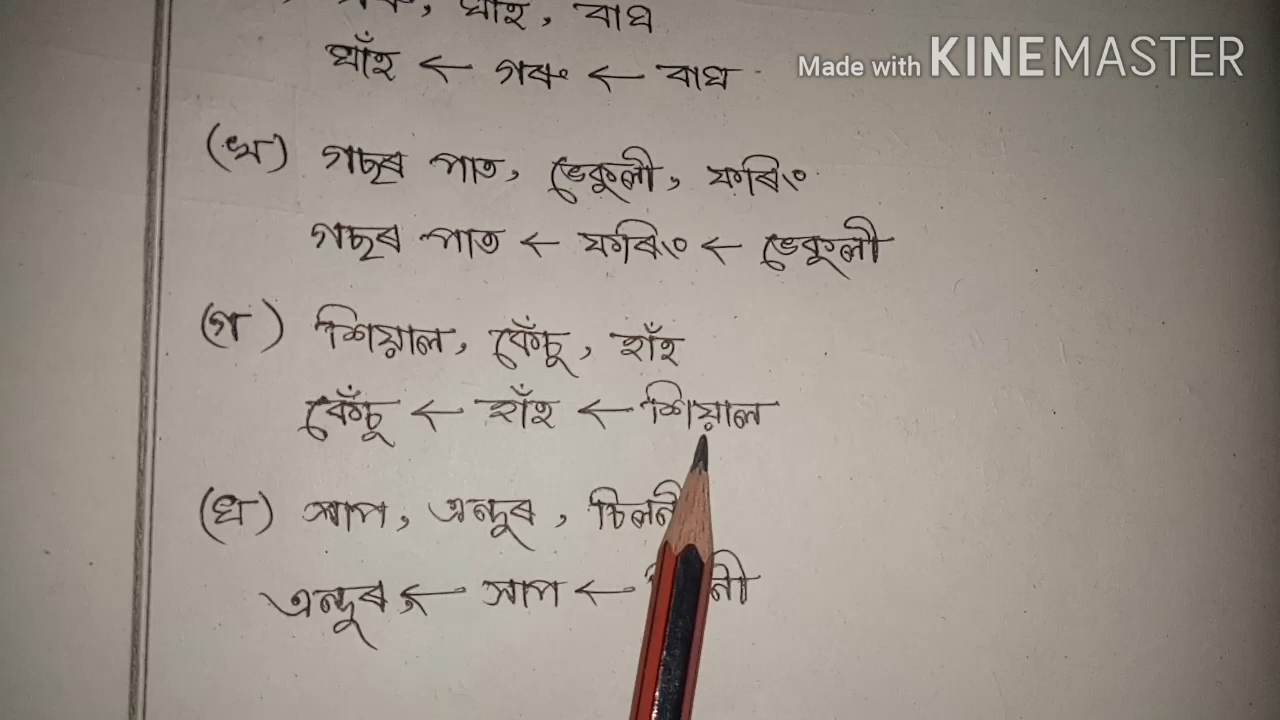 ঘাঁহ, বাঘ
Made with KINEMASTER
ঘাঁহ ← গৰু ← বাঘ
(খ) গছৰ পাত, ভেকুলী, ফৰিং
গছৰ পাত ← ফৰিং ← ভেকুলী
(গ) শিয়াল, কেঁচু, হাঁহ
কেঁচু ← হাঁহ ← শিয়াল
(ঘ) সাপ, এন্দুৰ, চিলনী
এন্দুৰ ← সাপ ←